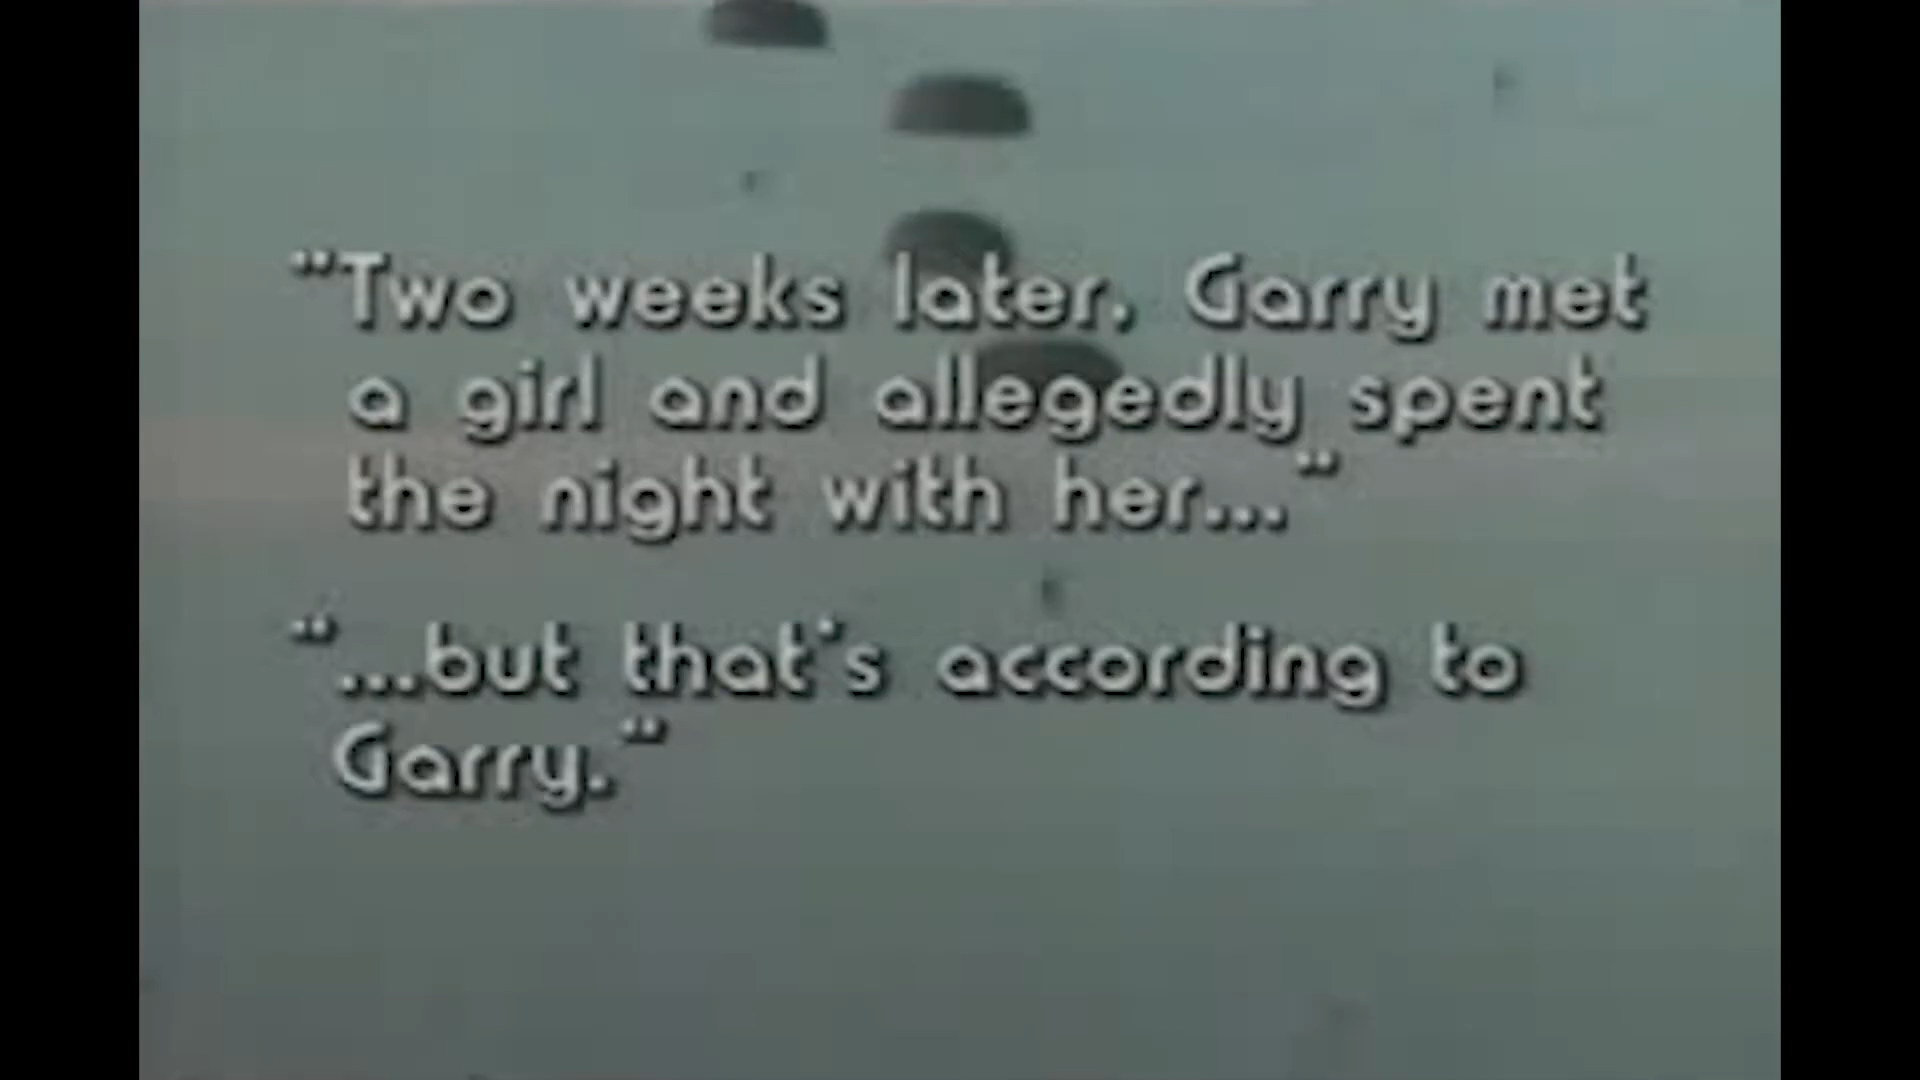 "Two weeks later, Garry met
a girl and allegedly spent
the night with her..."
"...but that's according to
Garry."